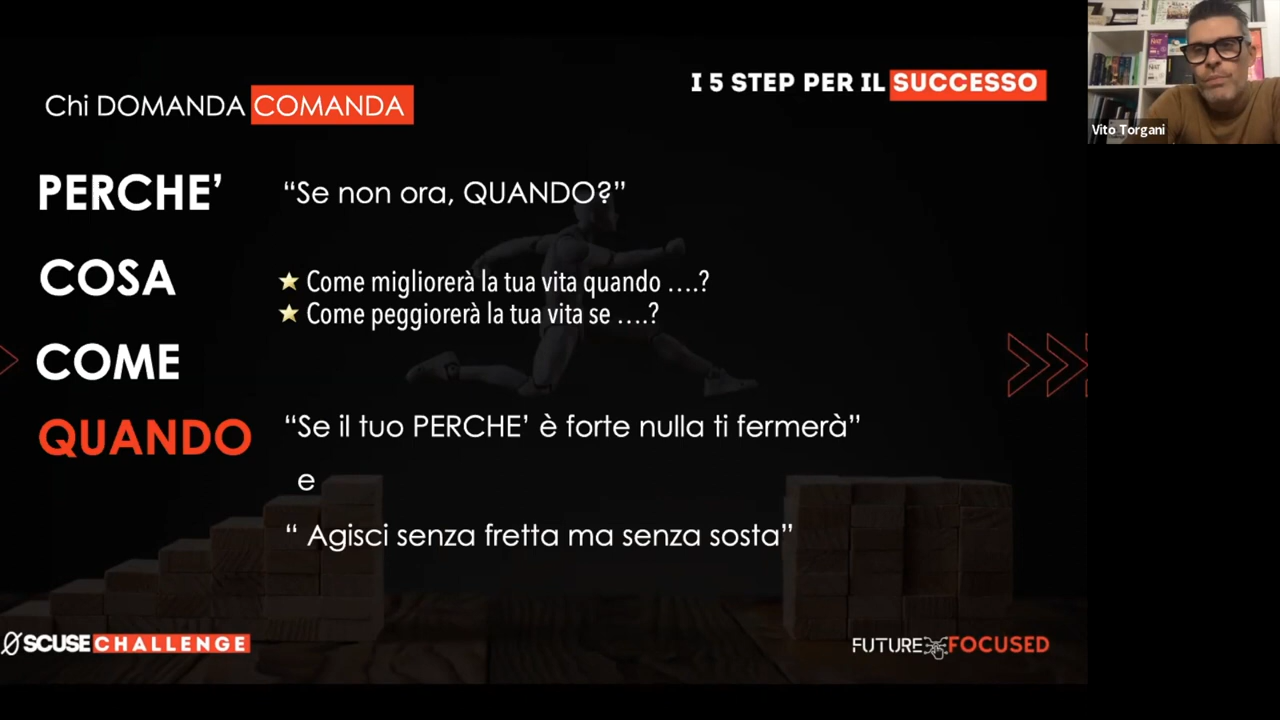 I 5 STEP PER IL SUCCESSO
Chi DOMANDA COMANDA
PERCHE’ “Se non ora, QUANDO?”
COSA
Come migliorerà la tua vita quando ….?
Come peggiorerà la tua vita se ….?
COME
QUANDO “Se il tuo PERCHE’ è forte nulla ti fermerà”
e
“ Agisci senza fretta ma senza sosta”
ØSCUSE CHALLENGE
FUTURE FOCUSED
Vito Torgani